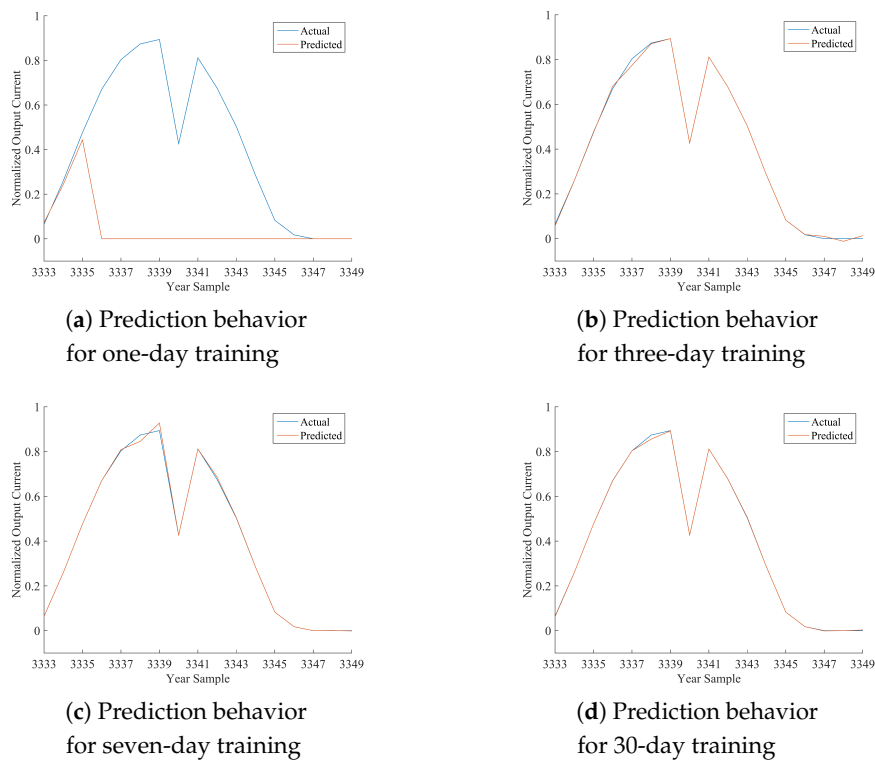 1
0.8
0.6
0.4
0.2
0
Normalized Output Current
3333 3335 3337 3339 3341 3343 3345 3347 3349
Year Sample
Actual
Predicted
(a) Prediction behavior
for one-day training
1
0.8
0.6
0.4
0.2
0
Normalized Output Current
3333 3335 3337 3339 3341 3343 3345 3347 3349
Year Sample
Actual
Predicted
(b) Prediction behavior
for three-day training
1
0.8
0.6
0.4
0.2
0
Normalized Output Current
3333 3335 3337 3339 3341 3343 3345 3347 3349
Year Sample
Actual
Predicted
(c) Prediction behavior
for seven-day training
1
0.8
0.6
0.4
0.2
0
Normalized Output Current
3333 3335 3337 3339 3341 3343 3345 3347 3349
Year Sample
Actual
Predicted
(d) Prediction behavior
for 30-day training